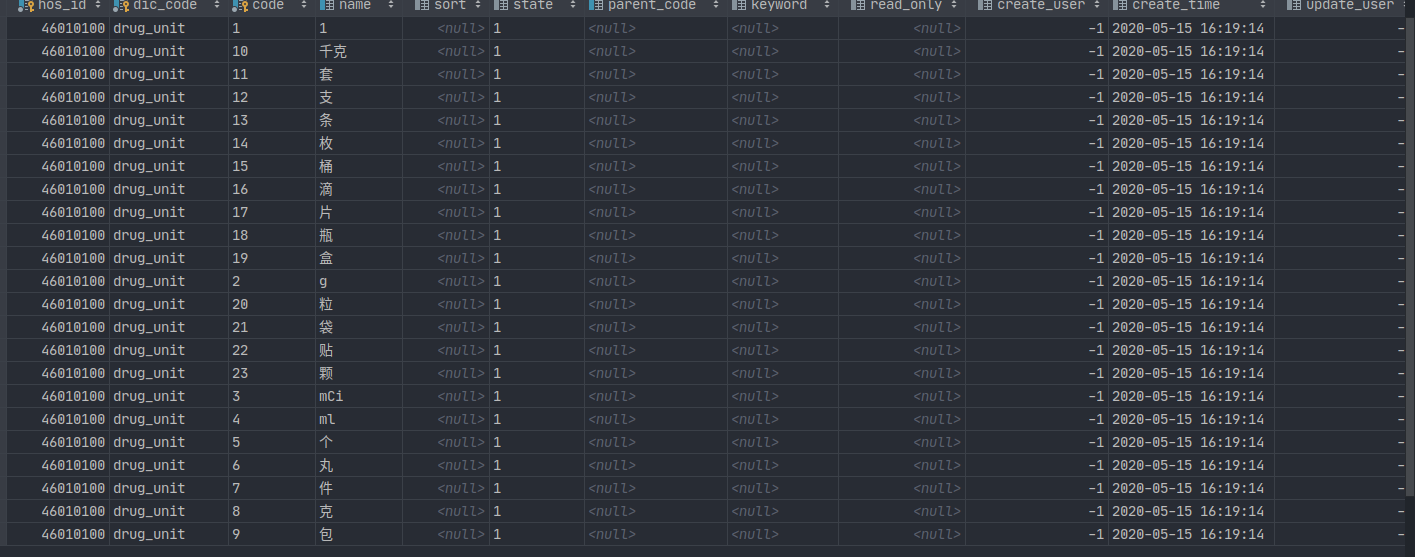 hos_id dic_code code name sort state parent_code keyword read_only create_user create_time update_user
46010100 drug_unit 1 1 <null> 1 <null> <null> <null> -1 2020-05-15 16:19:14 -
46010100 drug_unit 10 千克 <null> 1 <null> <null> <null> -1 2020-05-15 16:19:14 -
46010100 drug_unit 11 套 <null> 1 <null> <null> <null> -1 2020-05-15 16:19:14 -
46010100 drug_unit 12 支 <null> 1 <null> <null> <null> -1 2020-05-15 16:19:14 -
46010100 drug_unit 13 条 <null> 1 <null> <null> <null> -1 2020-05-15 16:19:14 -
46010100 drug_unit 14 枚 <null> 1 <null> <null> <null> -1 2020-05-15 16:19:14 -
46010100 drug_unit 15 桶 <null> 1 <null> <null> <null> -1 2020-05-15 16:19:14 -
46010100 drug_unit 16 滴 <null> 1 <null> <null> <null> -1 2020-05-15 16:19:14 -
46010100 drug_unit 17 片 <null> 1 <null> <null> <null> -1 2020-05-15 16:19:14 -
46010100 drug_unit 18 瓶 <null> 1 <null> <null> <null> -1 2020-05-15 16:19:14 -
46010100 drug_unit 19 盒 <null> 1 <null> <null> <null> -1 2020-05-15 16:19:14 -
46010100 drug_unit 2 g <null> 1 <null> <null> <null> -1 2020-05-15 16:19:14 -
46010100 drug_unit 20 粒 <null> 1 <null> <null> <null> -1 2020-05-15 16:19:14 -
46010100 drug_unit 21 袋 <null> 1 <null> <null> <null> -1 2020-05-15 16:19:14 -
46010100 drug_unit 22 贴 <null> 1 <null> <null> <null> -1 2020-05-15 16:19:14 -
46010100 drug_unit 23 颗 <null> 1 <null> <null> <null> -1 2020-05-15 16:19:14 -
46010100 drug_unit 3 mCi <null> 1 <null> <null> <null> -1 2020-05-15 16:19:14 -
46010100 drug_unit 4 ml <null> 1 <null> <null> <null> -1 2020-05-15 16:19:14 -
46010100 drug_unit 5 个 <null> 1 <null> <null> <null> -1 2020-05-15 16:19:14 -
46010100 drug_unit 6 丸 <null> 1 <null> <null> <null> -1 2020-05-15 16:19:14 -
46010100 drug_unit 7 件 <null> 1 <null> <null> <null> -1 2020-05-15 16:19:14 -
46010100 drug_unit 8 克 <null> 1 <null> <null> <null> -1 2020-05-15 16:19:14 -
46010100 drug_unit 9 包 <null> 1 <null> <null> <null> -1 2020-05-15 16:19:14 -